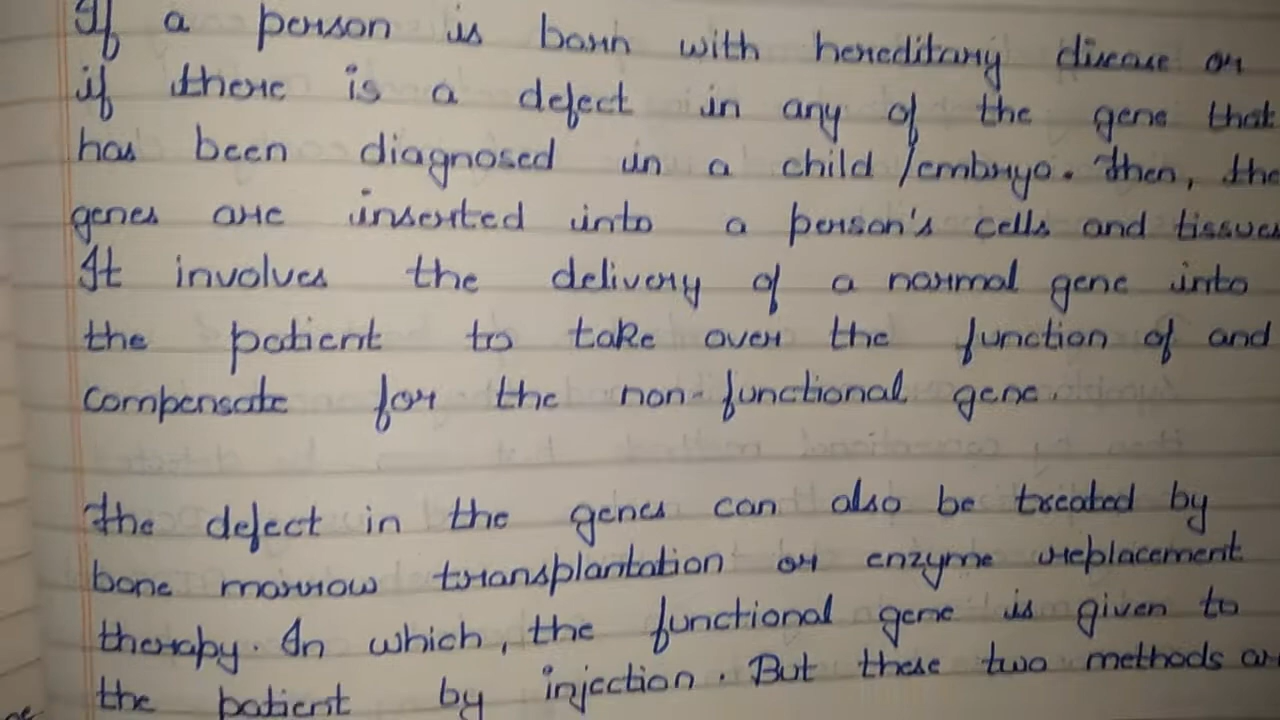 If a person is born with hereditary disease or
if there is a defect in any of the gene that
has been diagnosed in a child /embryo. Then, the
genes are inserted into a person's cells and tissues
It involves the delivery of a normal gene into
the patient to take over the function of and
compensate for the non-functional gene.
The defect in the genes can also be treated by
bone marrow transplantation or enzyme replacement
therapy. In which, the functional gene is given to
the patient by injection. But these two methods